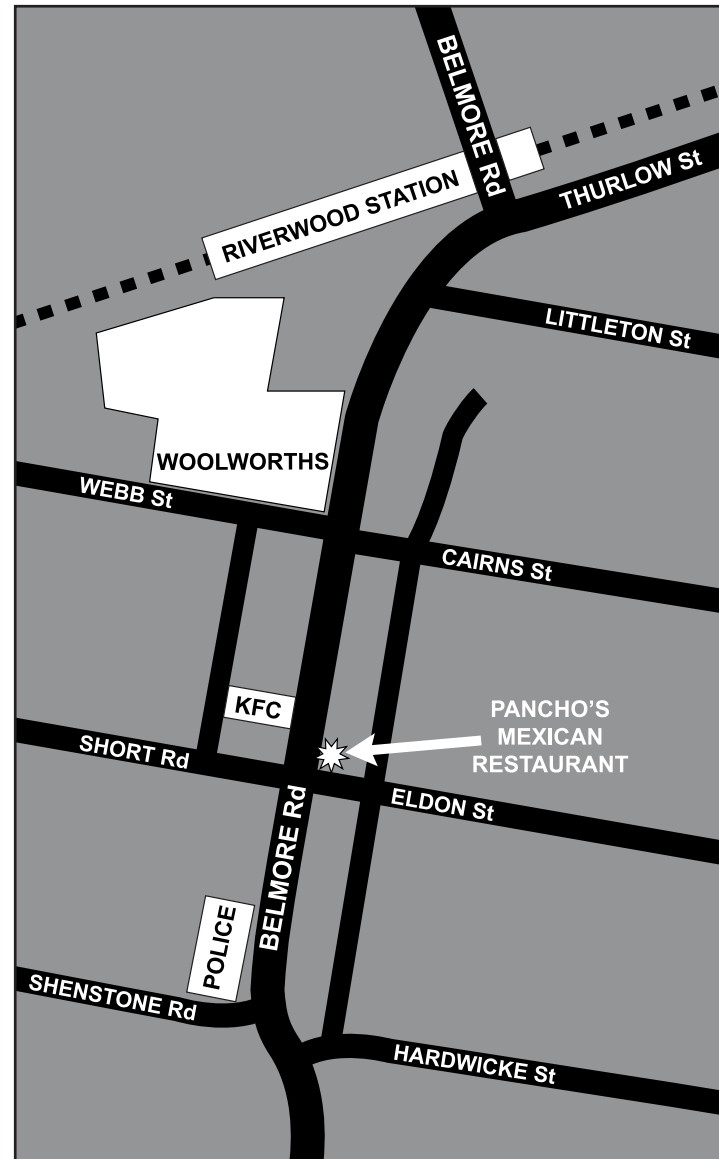 BELMORE Rd
RIVERWOOD STATION
THURLOW St
LITTLETON St
WOOLWORTHS
WEBB St
CAIRNS St
KFC
PANCHO'S
MEXICAN
RESTAURANT
SHORT Rd
ELDON St
BELMORE Rd
POLICE
SHENSTONE Rd
HARDWICKE St